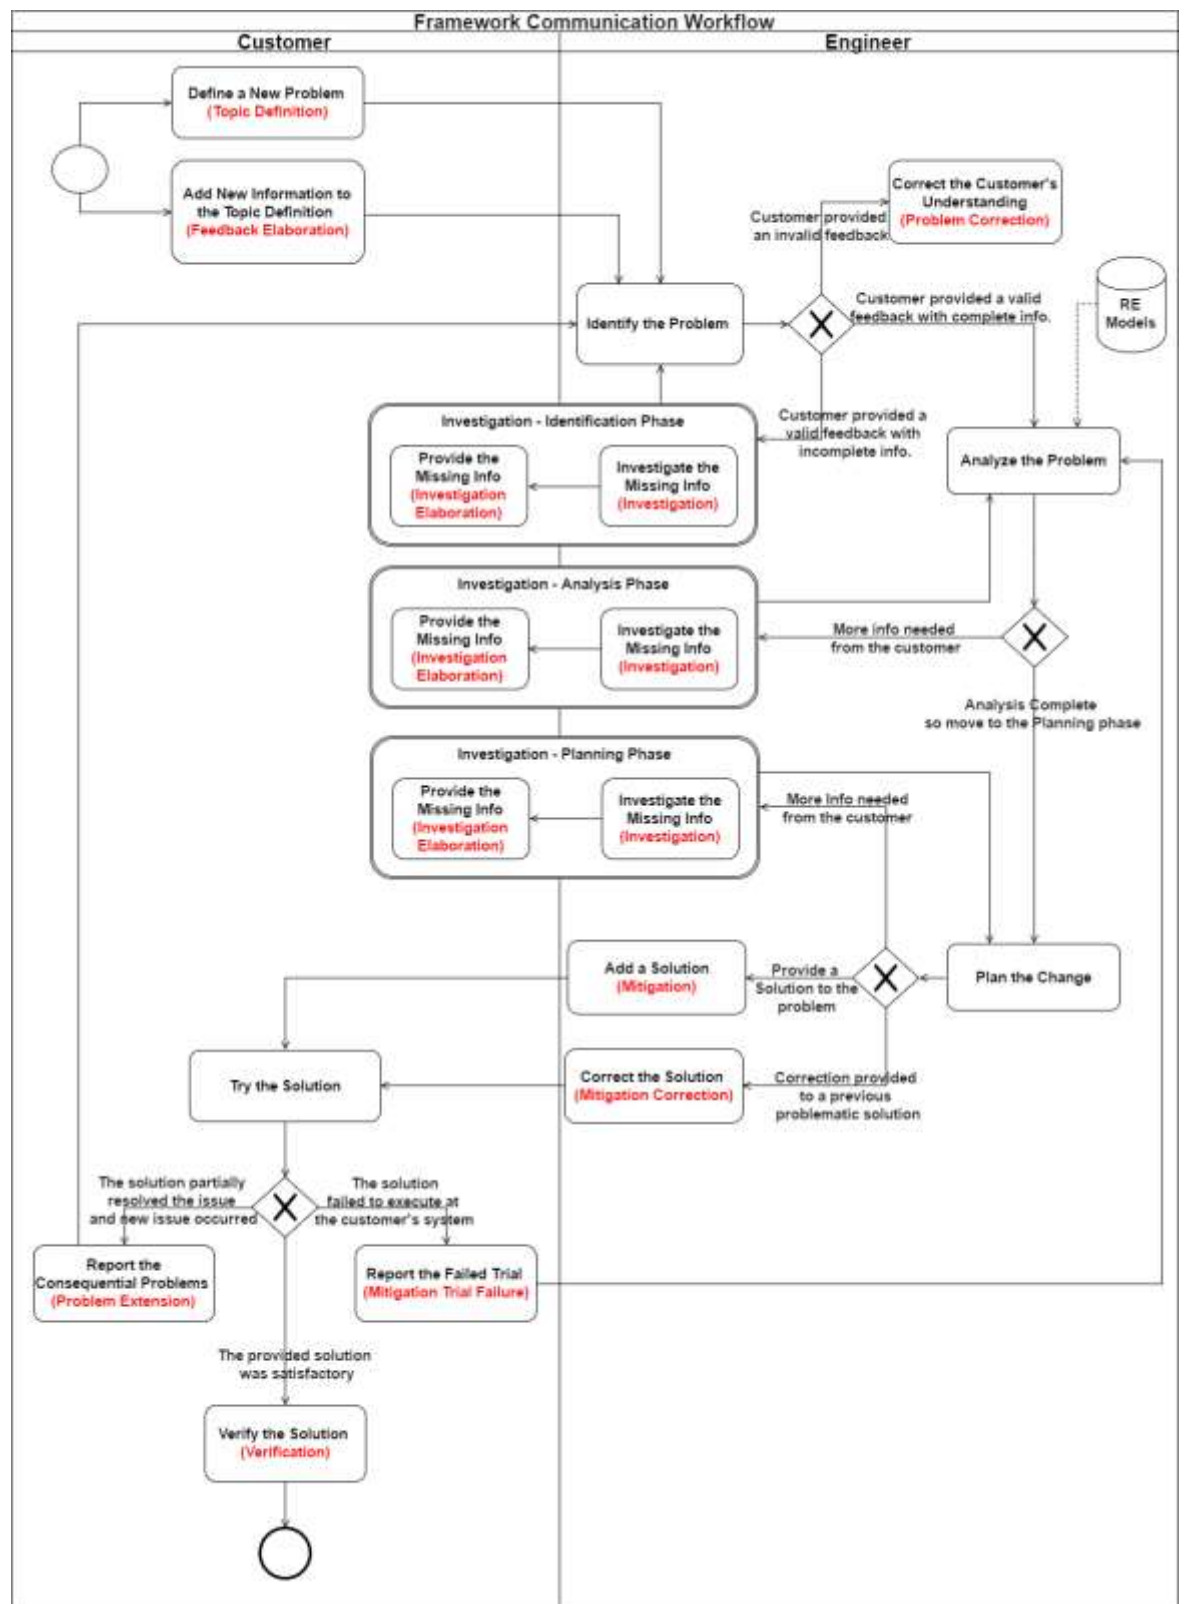 Framework Communication Workflow
Customer
Engineer
Define a New Problem
(Topic Definition)
Add New Information to
the Topic Definition
(Feedback Elaboration)
Correct the Customer's
Understanding
(Problem Correction)
Customer provided
an invalid feedback
RE
Models
Customer provided a valid
feedback with complete info.
Identify the Problem
Customer provided a
valid feedback with
incomplete info.
Investigation - Identification Phase
Provide the
Missing Info
(Investigation
Elaboration)
Investigate the
Missing Info
(Investigation)
Analyze the Problem
Investigation - Analysis Phase
Provide the
Missing Info
(Investigation
Elaboration)
Investigate the
Missing Info
(Investigation)
More info needed
from the customer
Analysis Complete
so move to the Planning phase
Investigation - Planning Phase
Provide the
Missing Info
(Investigation
Elaboration)
Investigate the
Missing Info
(Investigation)
More Info needed
from the customer
Add a Solution
(Mitigation)
Provide a
Solution to the
problem
Plan the Change
Try the Solution
Correct the Solution
(Mitigation Correction)
Correction provided
to a previous
problematic solution
The solution partially
resolved the issue
and new issue occurred
The solution
failed to execute at
the customer's system
Report the
Consequential Problems
(Problem Extension)
Report the Failed Trial
(Mitigation Trial Failure)
The provided solution
was satisfactory
Verify the Solution
(Verification)